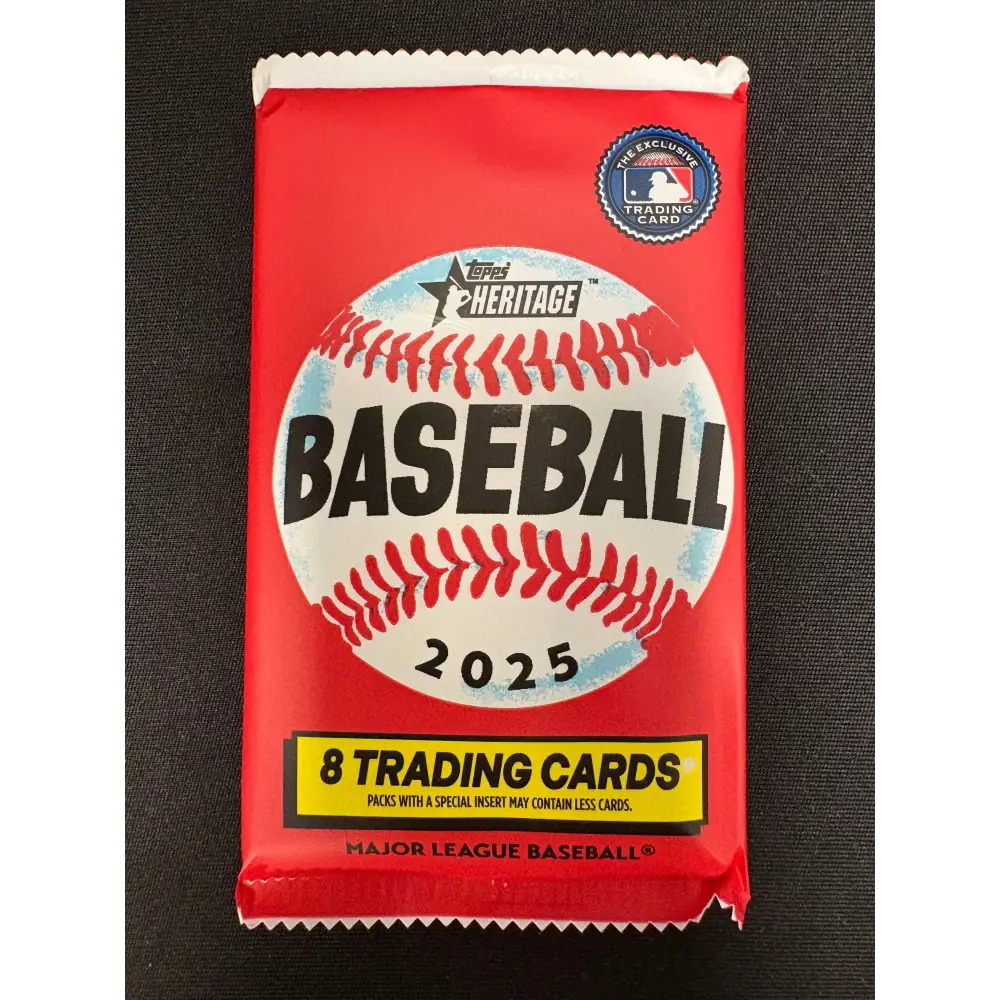 THE EXCLUSIVE
TRADING
CARD
topps
HERITAGE™
BASEBALL
2025
8 TRADING CARDS*
PACKS WITH A SPECIAL INSERT MAY CONTAIN LESS CARDS.
MAJOR LEAGUE BASEBALL®